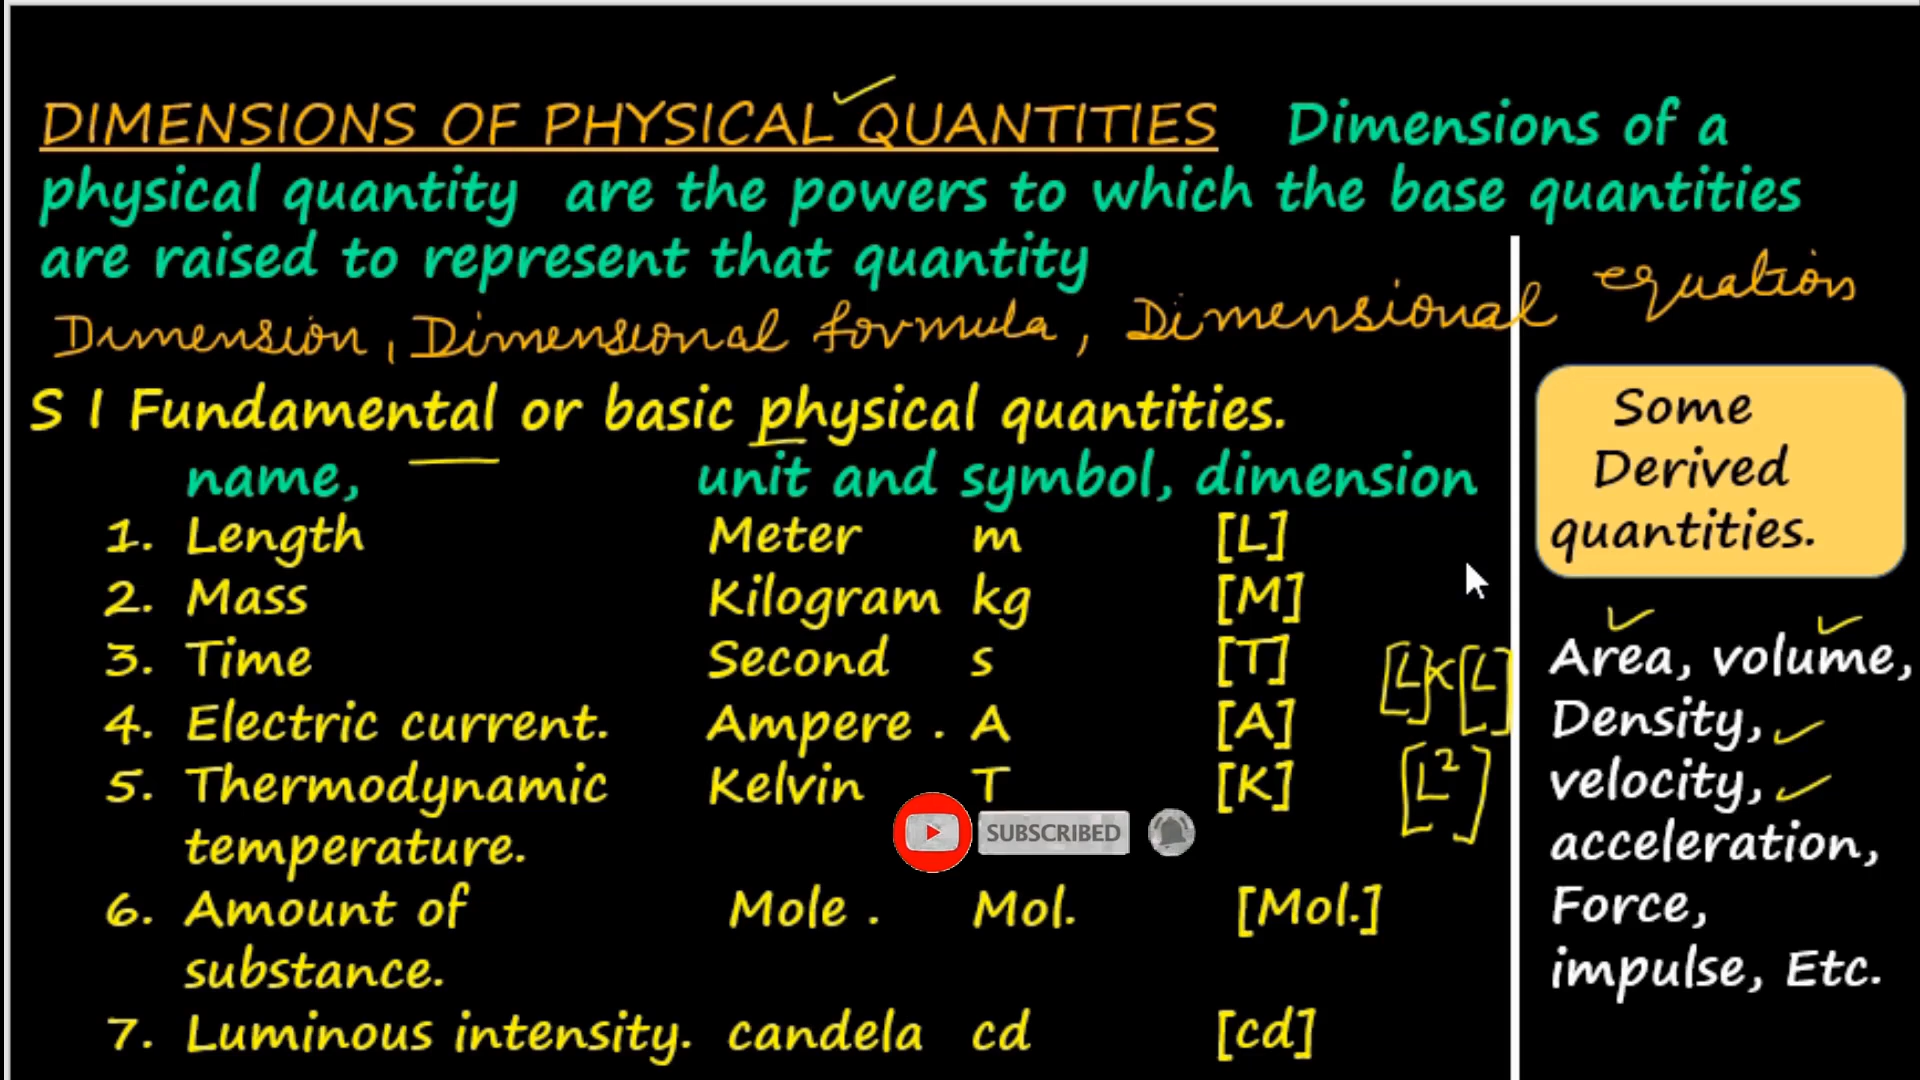 DIMENSIONS OF PHYSICAL QUANTITIES Dimensions of a
physical quantity are the powers to which the base quantities
are raised to represent that quantity
Dimension, Dimensional formula, Dimensional equation
S I Fundamental or basic physical quantities.
name, unit and symbol, dimension
1. Length Meter m [L]
2. Mass Kilogram kg [M]
3. Time Second s [T]
4. Electric current. Ampere . A [A]
5. Thermodynamic Kelvin T [K]
temperature.
6. Amount of Mole . Mol. [Mol.]
substance.
7. Luminous intensity. candela cd [cd]
[L]×[L]
[L²]
SUBSCRIBED
Some
Derived
quantities.
Area, volume,
Density,
velocity,
acceleration,
Force,
impulse, Etc.